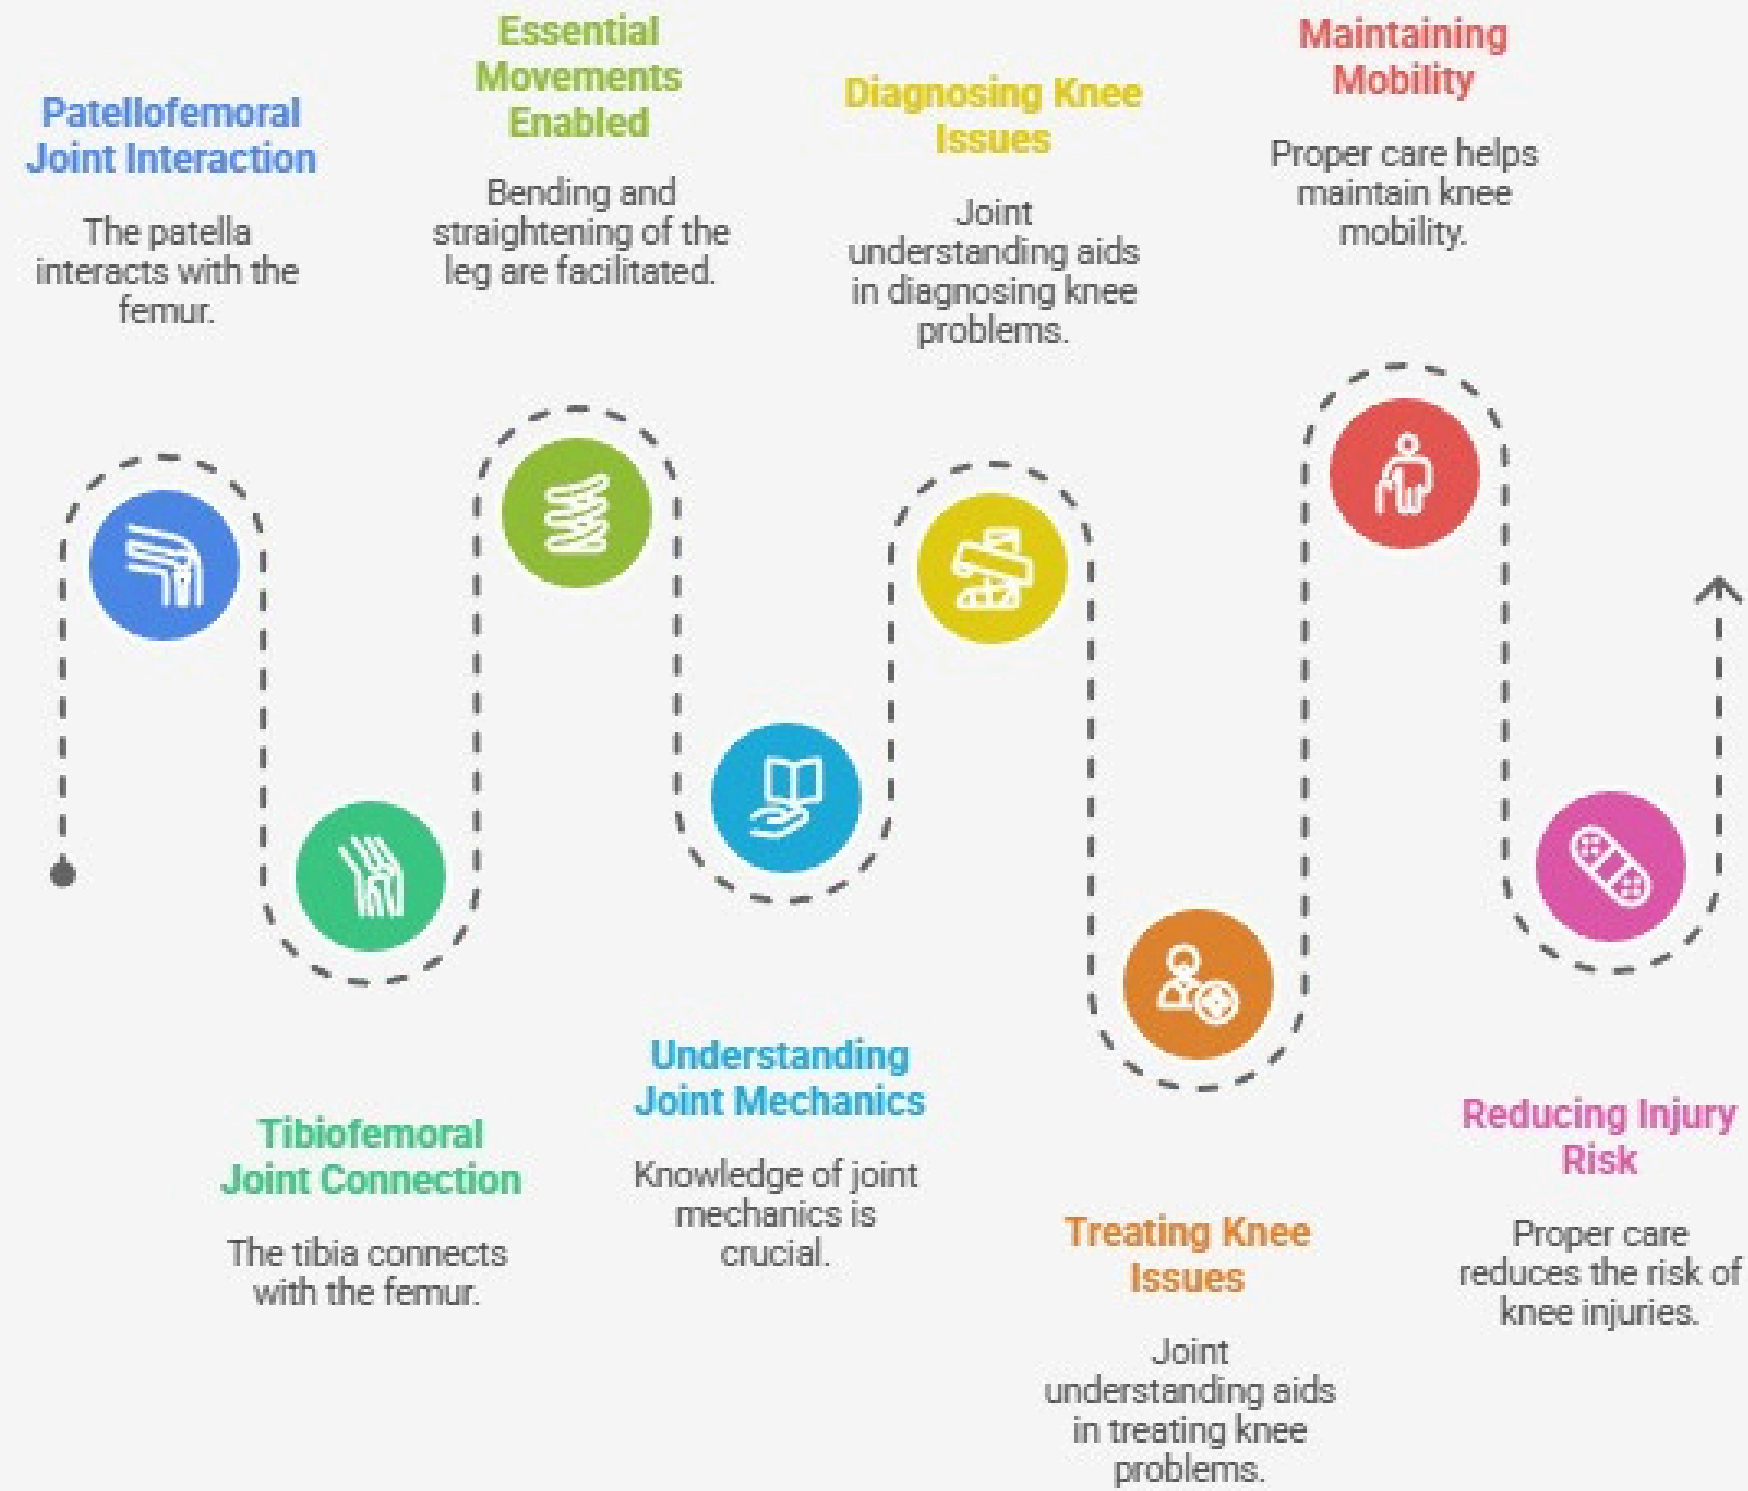 Patellofemoral
Joint Interaction
The patella
interacts with the
femur.
Tibiofemoral
Joint Connection
The tibia connects
with the femur.
Essential
Movements
Enabled
Bending and
straightening of the
leg are facilitated.
Understanding
Joint Mechanics
Knowledge of joint
mechanics is
crucial.
Diagnosing Knee
Issues
Joint
understanding aids
in diagnosing knee
problems.
Treating Knee
Issues
Joint
understanding aids
in treating knee
problems.
Maintaining
Mobility
Proper care helps
maintain knee
mobility.
Reducing Injury
Risk
Proper care
reduces the risk of
knee injuries.